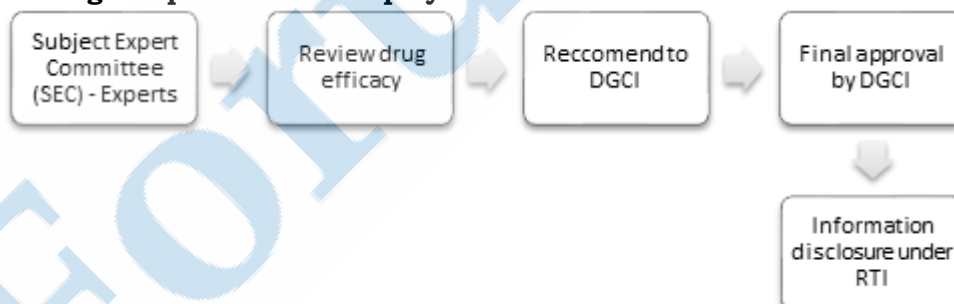 Subject Expert
Committee
(SEC) - Experts
Review drug
efficacy
Reccomend to
DGCI
Final approval
by DGCI
Information
disclosure under
RTI